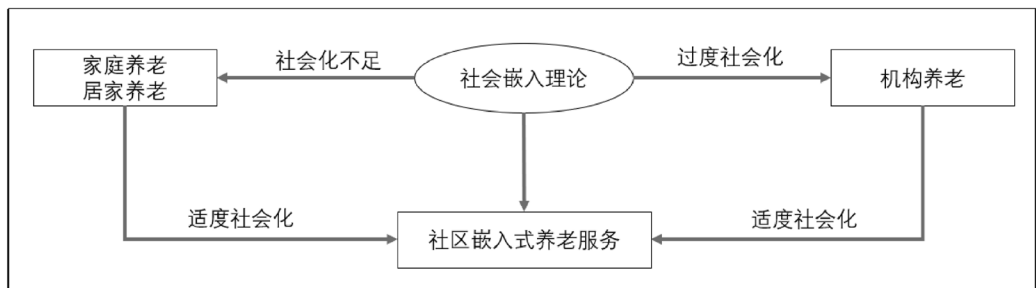 家庭养老
居家养老
社会化不足
社会嵌入理论
过度社会化
机构养老
适度社会化
社区嵌入式养老服务
适度社会化